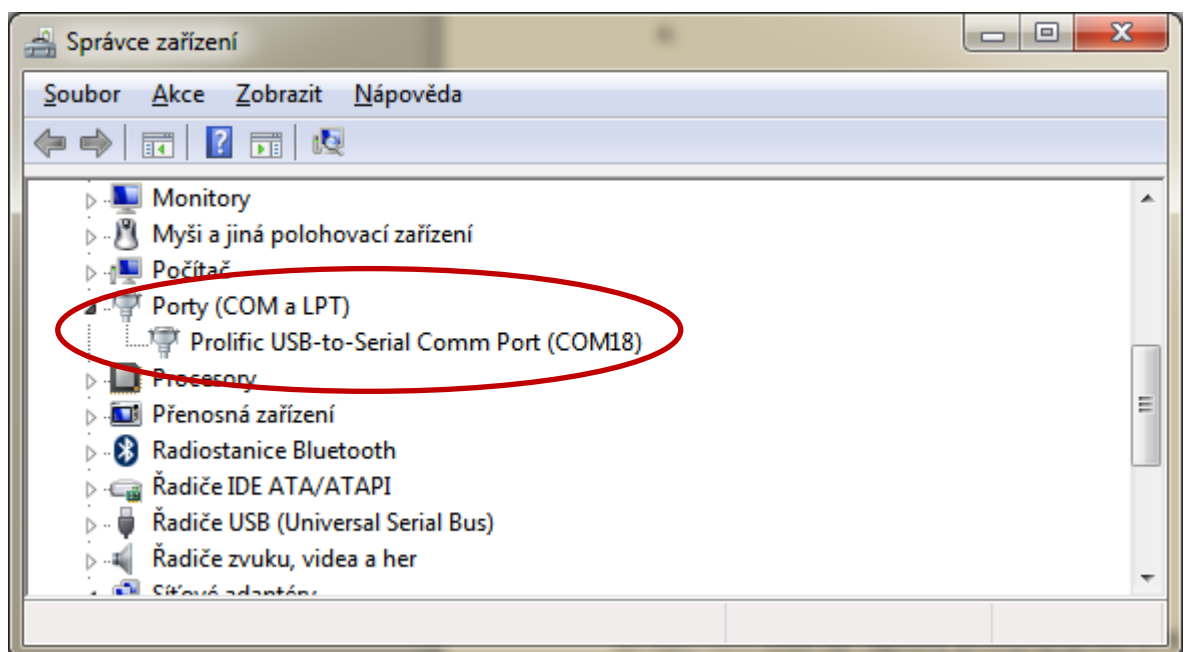 Správce zařízení
Soubor Akce Zobrazit Nápověda
Monitory
Myši a jiná polohovací zařízení
Počítač
Porty (COM a LPT)
Prolific USB-to-Serial Comm Port (COM18)
Procesory
Přenosná zařízení
Radiostanice Bluetooth
Řadiče IDE ATA/ATAPI
Řadiče USB (Universal Serial Bus)
Řadiče zvuku, videa a her
Síťové adaptéry